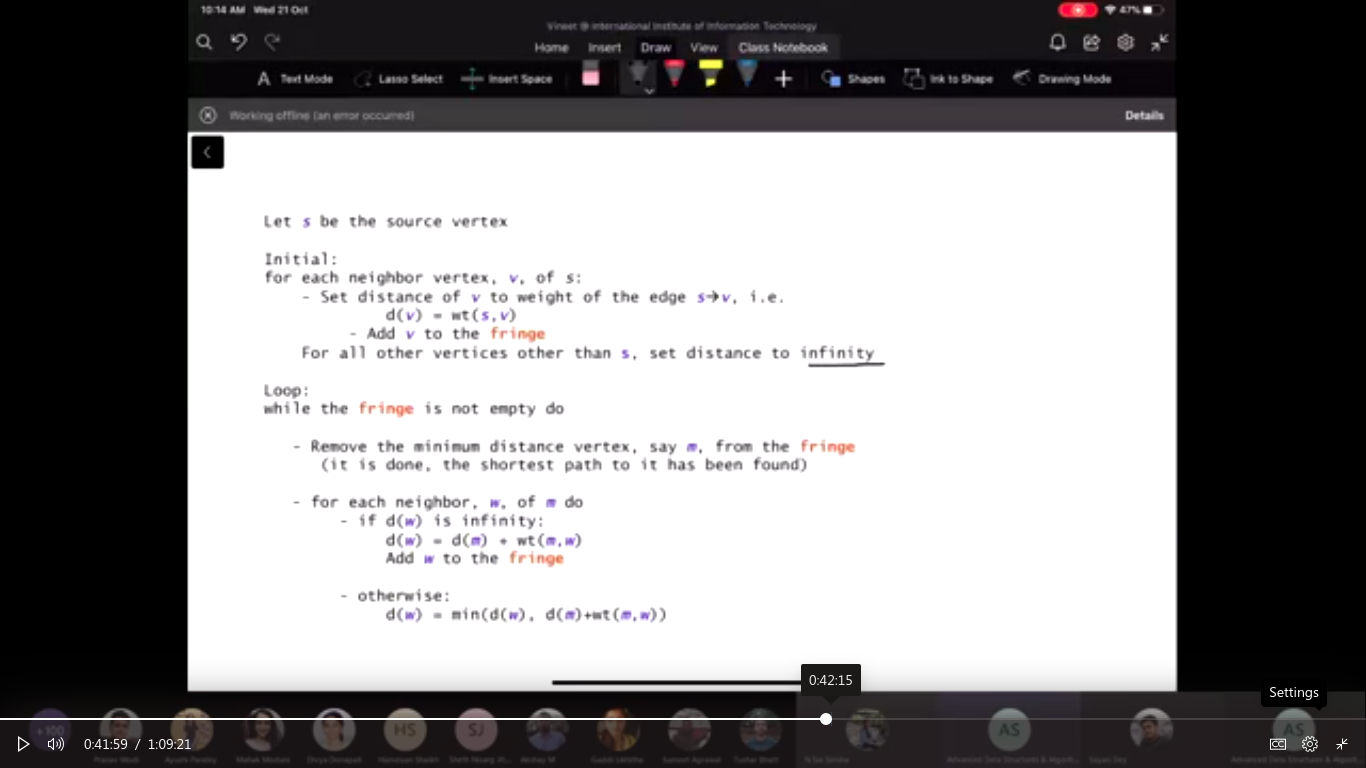 10:14 AM Wed 21 Oct
47%
Vineet @ International Institute of Information Technology
Home Insert Draw View Class Notebook
Text Mode Lasso Select Insert Space Shapes Ink to Shape Drawing Mode
Working offline (an error occurred) Details
Let s be the source vertex
Initial:
for each neighbor vertex, v, of s:
- Set distance of v to weight of the edge s→v, i.e.
d(v) = wt(s,v)
- Add v to the fringe
For all other vertices other than s, set distance to infinity
Loop:
while the fringe is not empty do
- Remove the minimum distance vertex, say m, from the fringe
(it is done, the shortest path to it has been found)
- for each neighbor, w, of m do
- if d(w) is infinity:
d(w) = d(m) + wt(m,w)
Add w to the fringe
- otherwise:
d(w) = min(d(w), d(m)+wt(m,w))
0:42:15
Settings
+100 HS SJ AS AS
0:41:59 / 1:09:21
CC